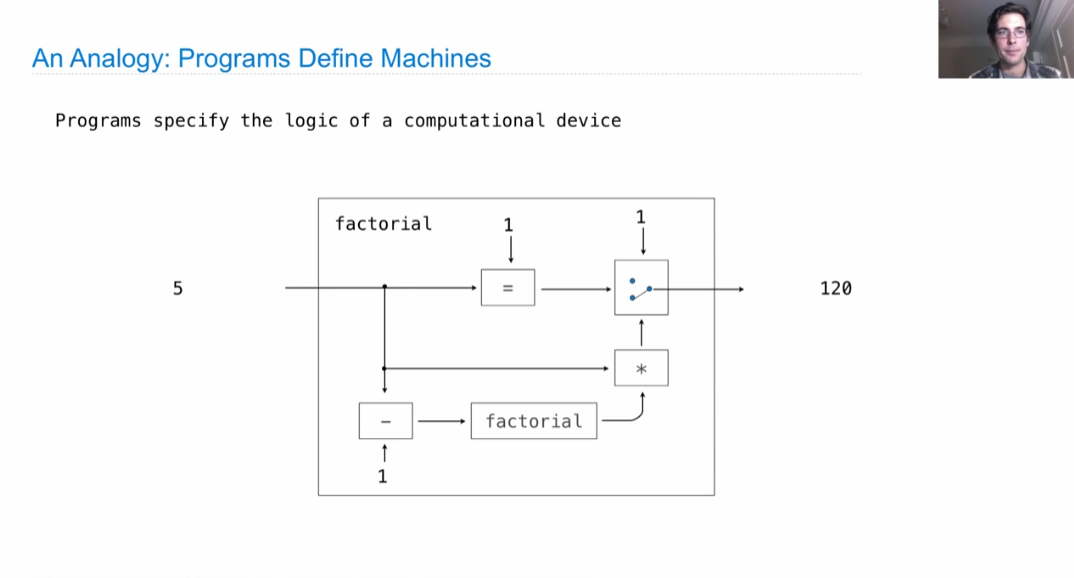 An Analogy: Programs Define Machines
Programs specify the logic of a computational device
factorial
1
1
5
=
120
*
-
factorial
1